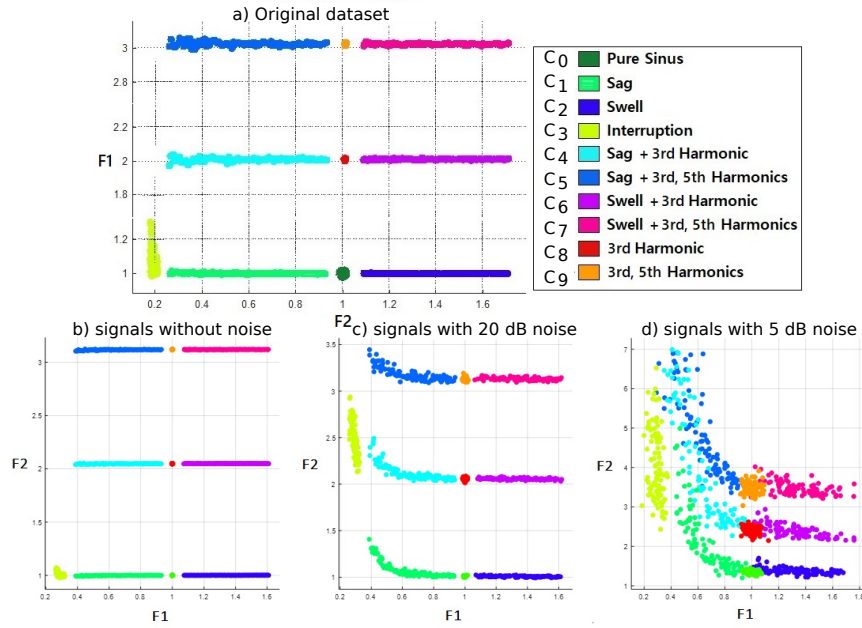 a) Original dataset
3
2.8
2.2
F1 2
1.8
1.2
1
0.2 0.4 0.6 0.8 1 1.2 1.4 1.6
F2
C0 Pure Sinus
C1 Sag
C2 Swell
C3 Interruption
C4 Sag + 3rd Harmonic
C5 Sag + 3rd, 5th Harmonics
C6 Swell +3rd Harmonic
C7 Swell +3rd, 5th Harmonics
C8 3rd Harmonic
C9 3rd, 5th Harmonics
b) signals without noise
3
2.5
F2
2
1.5
1
0.2 0.4 0.6 0.8 1 1.2 1.4 1.6
F1
c) signals with 20 dB noise
3.5
3
2.5
F2
2
1.5
1
0.2 0.4 0.6 0.8 1 1.2 1.4 1.6
F1
d) signals with 5 dB noise
7
6
5
F2
4
3
2
1
0.2 0.4 0.6 0.8 1.0 1.2 1.4 1.6 1.8
F1